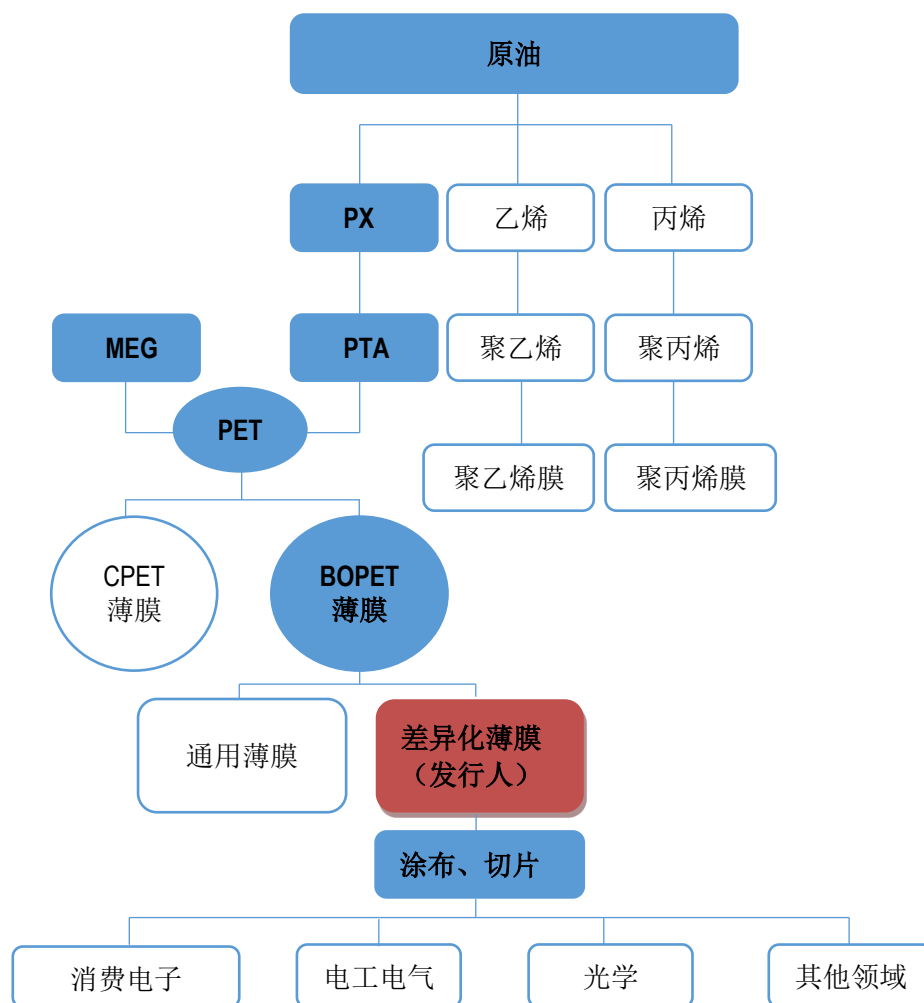 原油
PX
乙烯
丙烯
MEG
PTA
聚乙烯
聚丙烯
PET
聚乙烯膜
聚丙烯膜
CPET
薄膜
BOPET
薄膜
通用薄膜
差异化薄膜
（发行人）
涂布、切片
消费电子
电工电气
光学
其他领域